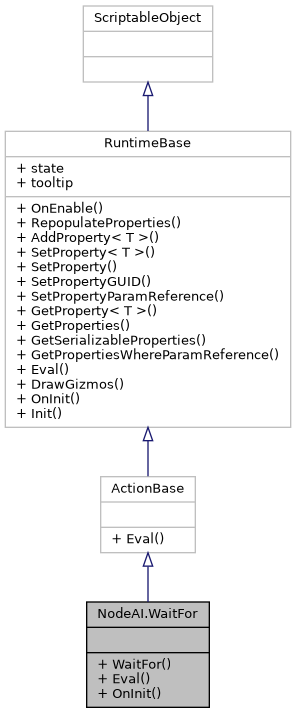 ScriptableObject
RuntimeBase
+ state
+ tooltip
+ OnEnable()
+ RepopulateProperties()
+ AddProperty< T >()
+ SetProperty< T >()
+ SetProperty()
+ SetPropertyGUID()
+ SetPropertyParamReference()
+ GetProperty< T >()
+ GetProperties()
+ GetSerializableProperties()
+ GetPropertiesWhereParamReference()
+ Eval()
+ DrawGizmos()
+ OnInit()
+ Init()
ActionBase
+ Eval()
NodeAI.WaitFor
+ WaitFor()
+ Eval()
+ OnInit()